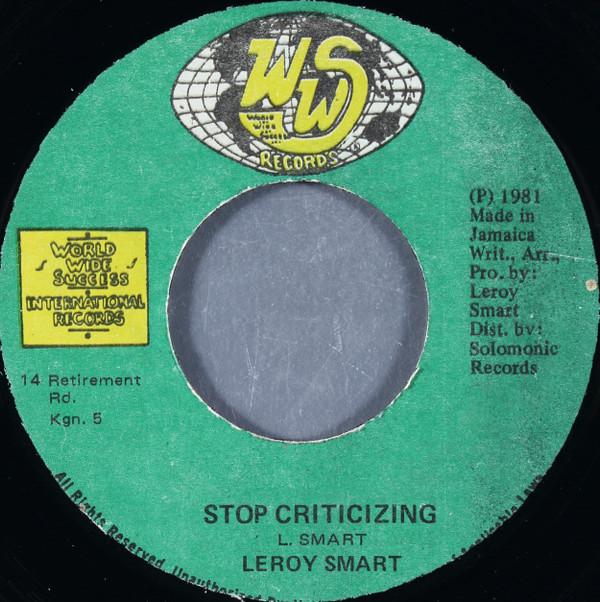 WWS
WORLD
WIDE
SUCCESS
RECORDS
(P) 1981
Made in
Jamaica
Writ., Arr.,
Pro. by:
Leroy
Smart
Dist. by:
Solomonic
Records
WORLD
WIDE
SUCCESS
INTERNATIONAL
RECORDS
14 Retirement
Rd.
Kgn. 5
STOP CRITICIZING
L. SMART
LEROY SMART
All Rights Reserved. Unauthorized